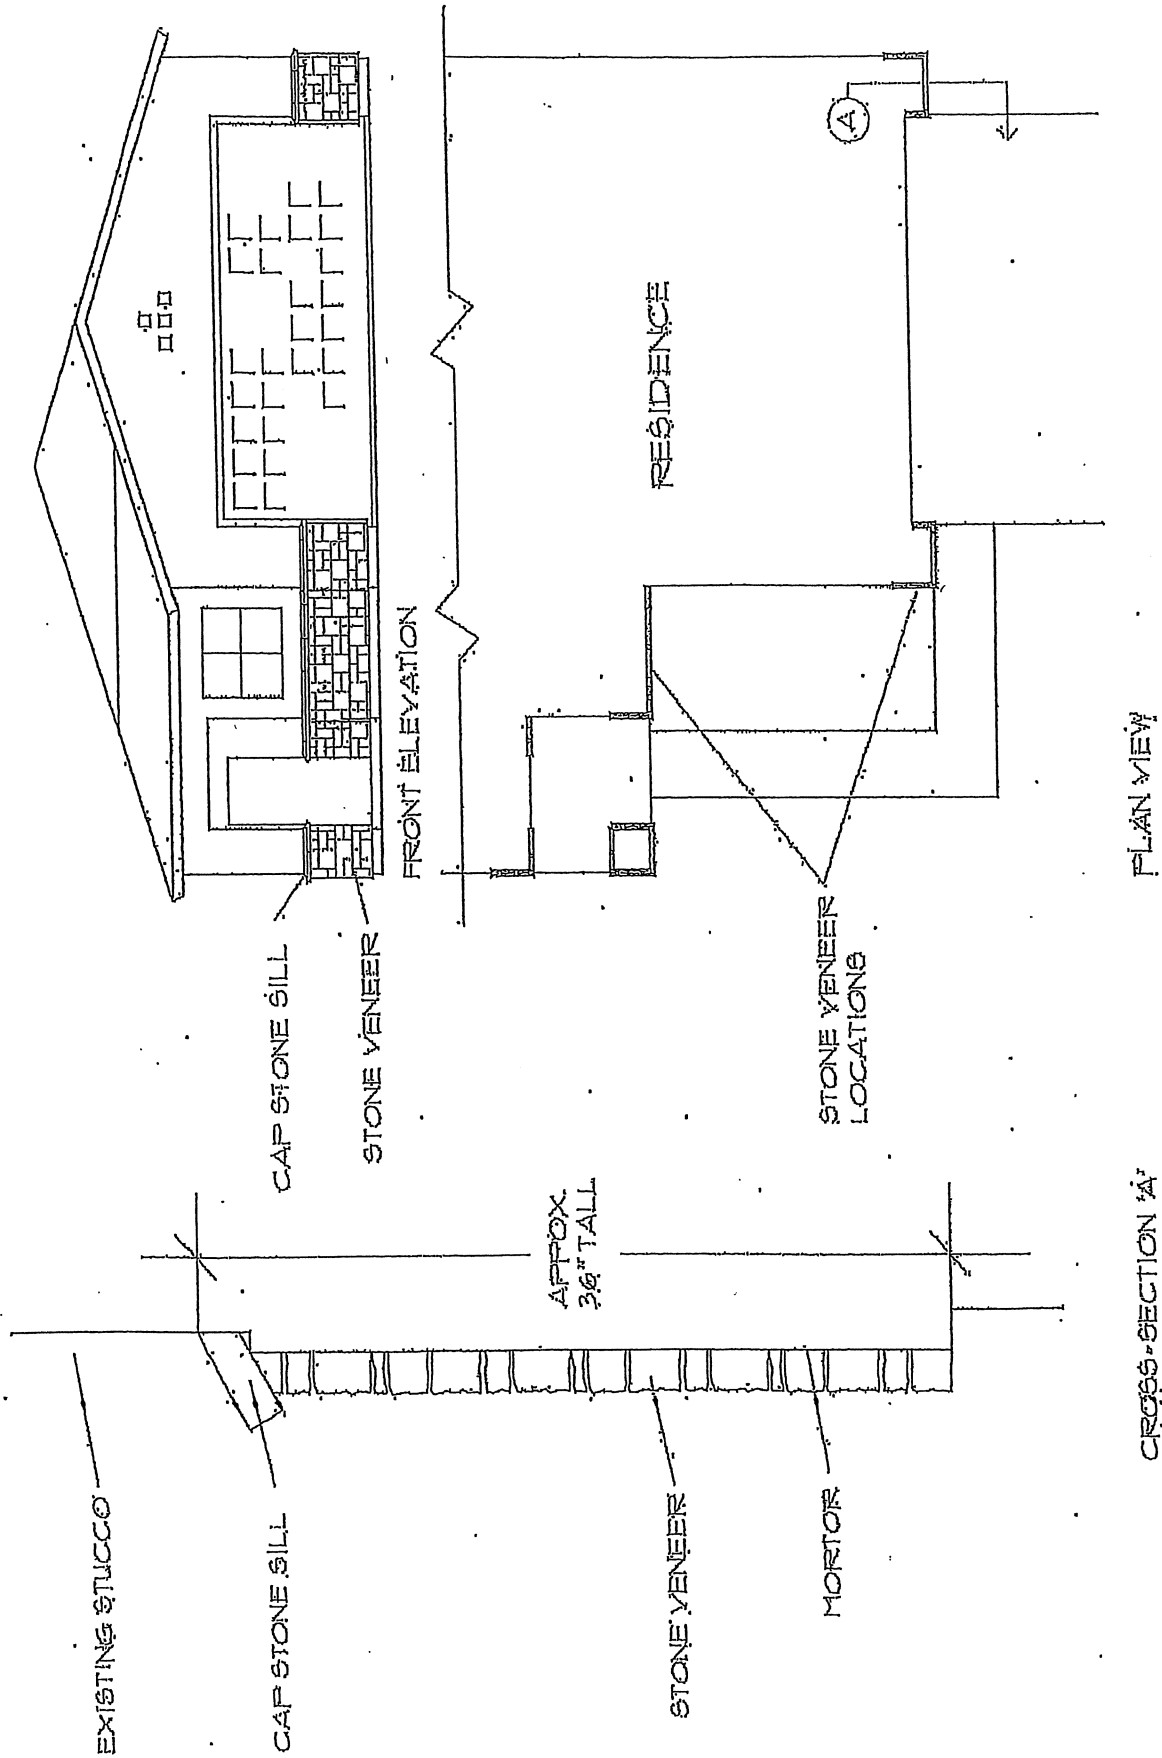 EXISTING STUCCO
CAP STONE SILL
STONE VENEER
MORTOR
APPOX.
36" TALL
CROSS-SECTION 'A'
CAP STONE SILL
STONE VENEER
FRONT ELEVATION
RESIDENCE
A
STONE VENEER
LOCATIONS
PLAN VIEW